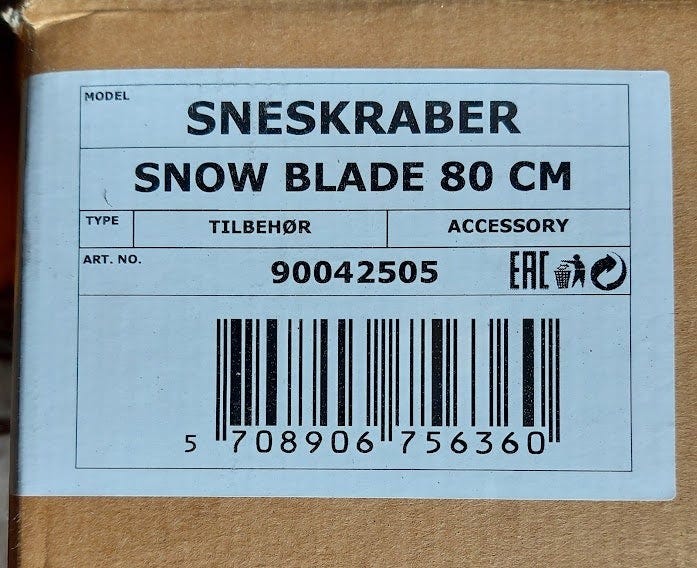 MODEL
SNESKRABER
SNOW BLADE 80 CM
TYPE TILBEHØR ACCESSORY
ART. NO. 90042505 EAC
5 708906 756360